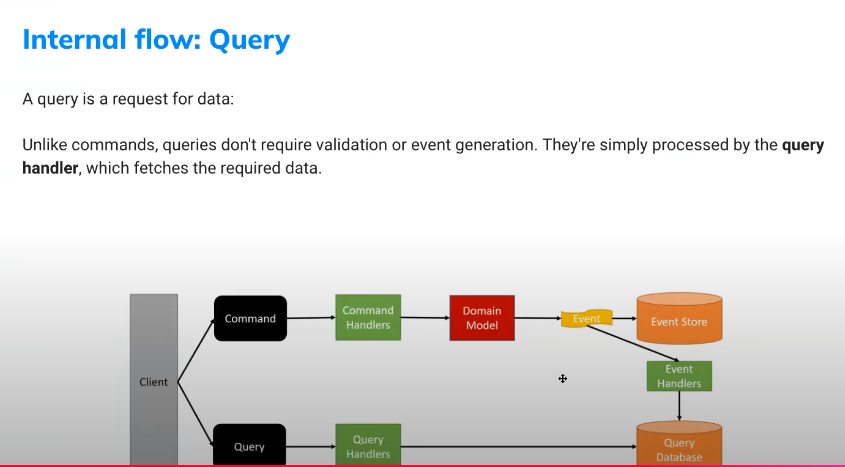 Internal flow: Query
A query is a request for data:
Unlike commands, queries don't require validation or event generation. They're simply processed by the query
handler, which fetches the required data.
Client
Command
Command
Handlers
Domain
Model
Event
Event Store
Event
Handlers
Query
Query
Handlers
Query
Database